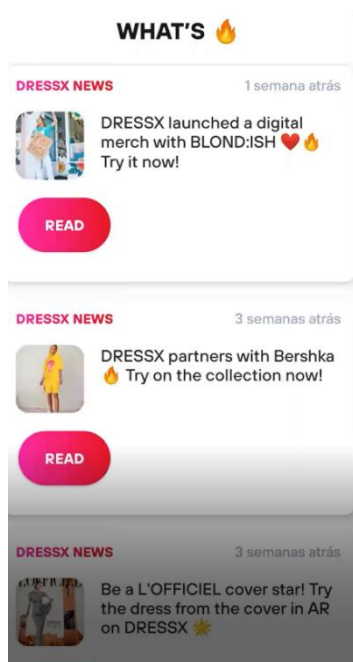 WHAT'S 🔥
DRESSX NEWS 1 semana atrás
DRESSX launched a digital
merch with BLOND:ISH ❤️🔥
Try it now!
READ
DRESSX NEWS 3 semanas atrás
DRESSX partners with Bershka
🔥 Try on the collection now!
READ
DRESSX NEWS 3 semanas atrás
Be a L'OFFICIEL cover star! Try
the dress from the cover in AR
on DRESSX 🌟